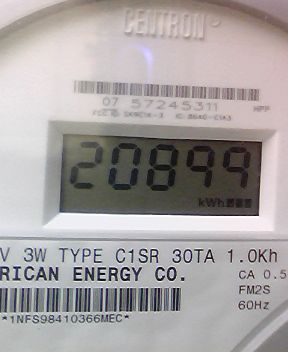 CENTRON®
07 57245311
HPP
20899
kWh
V 3W TYPE C1SR 30TA 1.0Kh
RICAN ENERGY CO.
CA 0.5
FM2S
60Hz
*1NFS98410366MEC*